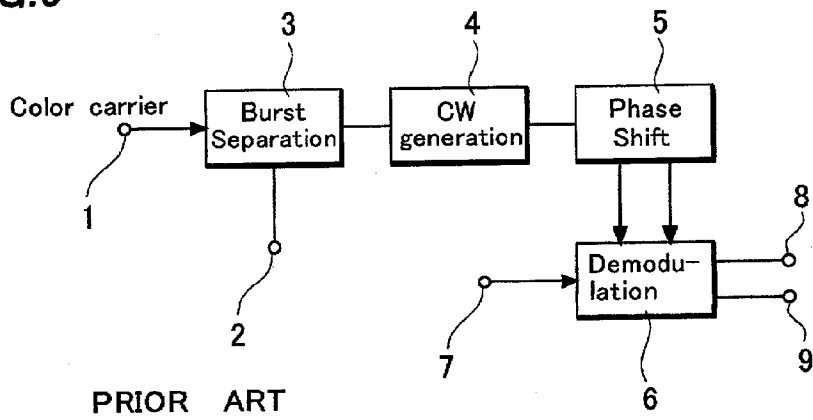 3
4
5
Color carrier
Burst
Separation
CW
generation
Phase
Shift
1
2
8
Demodu-
lation
7
9
6
PRIOR ART